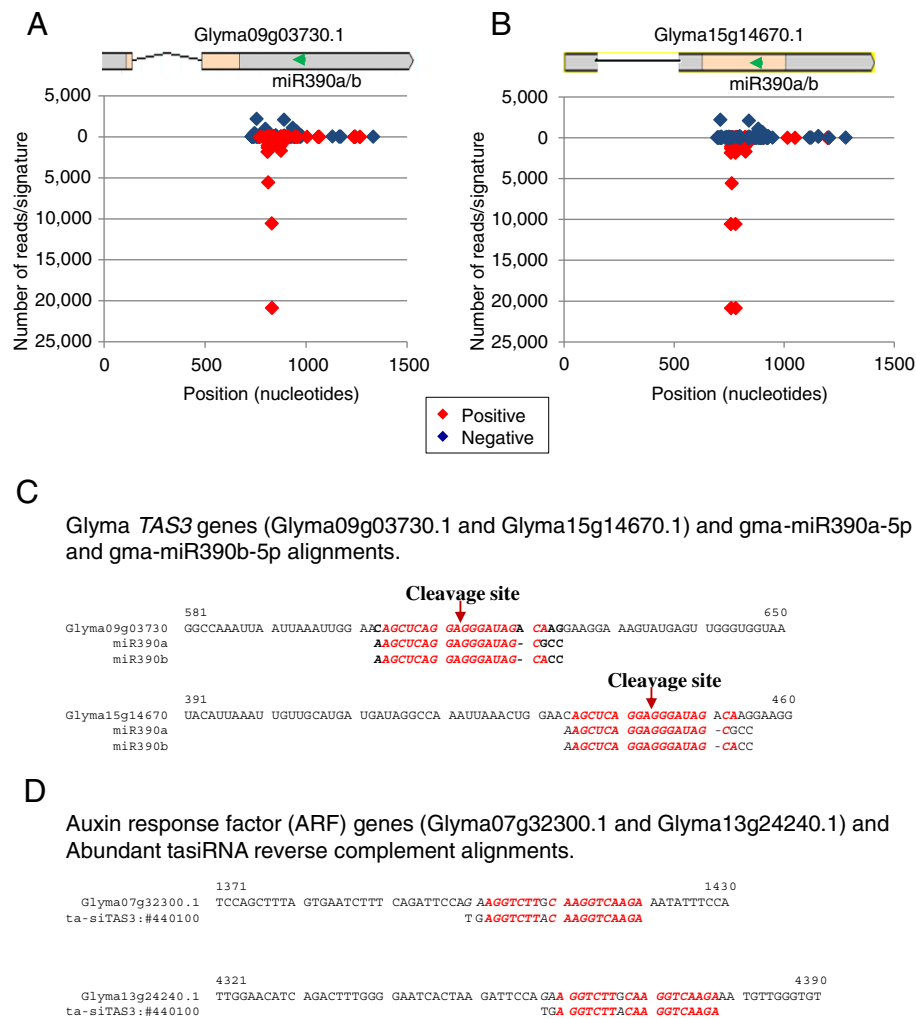 A
B
Glyma09g03730.1
Glyma15g14670.1
miR390a/b
miR390a/b
Number of reads/signature
5,000
0
5,000
10,000
15,000
20,000
25,000
0 500 1000 1500
Position (nucleotides)
Number of reads/signature
5,000
0
5,000
10,000
15,000
20,000
25,000
0 500 1000 1500
Position (nucleotides)
Positive
Negative
C
Glyma TAS3 genes (Glyma09g03730.1 and Glyma15g14670.1) and gma-miR390a-5p
and gma-miR390b-5p alignments.
Cleavage site
581 650
Glyma09g03730 GGCCAAAUUA AUUAAAUUGG AACAGCUCAG GAGGGAUAGA CAAGGAAGGA AAGUAUGAGU UGGGUGGUAA
miR390a AAGCUCAG GAGGGAUAG- CGCC
miR390b AAGCUCAG GAGGGAUAG- CACC
Cleavage site
391 460
Glyma15g14670 UACAUUAAAU UGUUGCAUGA UGAUAGGCCA AAUUAAACUGG GAACAGCUCA GGAGGGAUAG ACAAGGAAGG
miR390a AAGCUCA GGAGGGAUAG -CGCC
miR390b AAGCUCA GGAGGGAUAG -CACC
D
Auxin response factor (ARF) genes (Glyma07g32300.1 and Glyma13g24240.1) and
Abundant tasiRNA reverse complement alignments.
1371 1430
Glyma07g32300.1 TCCAGCTTTA GTGAATCTTT CAGATTCCAGA AAGGTCTTGC AAGGTCAAGA AATATTTCCA
ta-siTAS3:#440100 TGAGGTCTTAC AAGGTCAAGA
4321 4390
Glyma13g24240.1 TTGGAACATC AGACTTTGGG GAATCACTAA GATTCCAGAA AGGTCTTGCAA GGTCAAGAAA TGTTGGGTGT
ta-siTAS3:#440100 TGA GGTCTTACAA GGTCAAGA